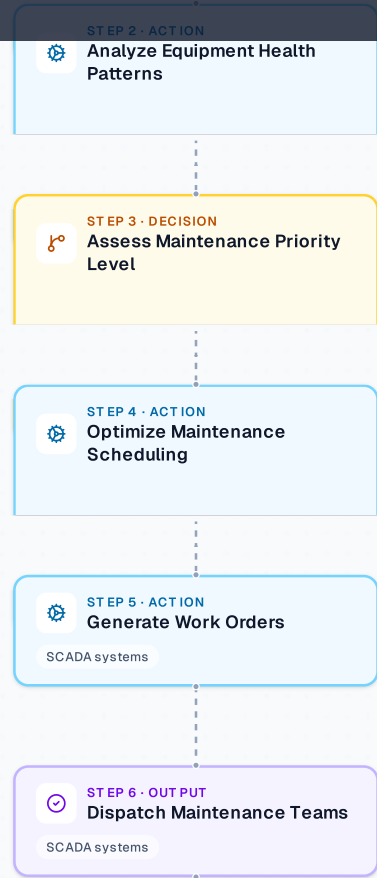 STEP 2 · ACTION
Analyze Equipment Health
Patterns
STEP 3 · DECISION
Assess Maintenance Priority
Level
STEP 4 · ACTION
Optimize Maintenance
Scheduling
STEP 5 · ACTION
Generate Work Orders
SCADA systems
STEP 6 · OUTPUT
Dispatch Maintenance Teams
SCADA systems